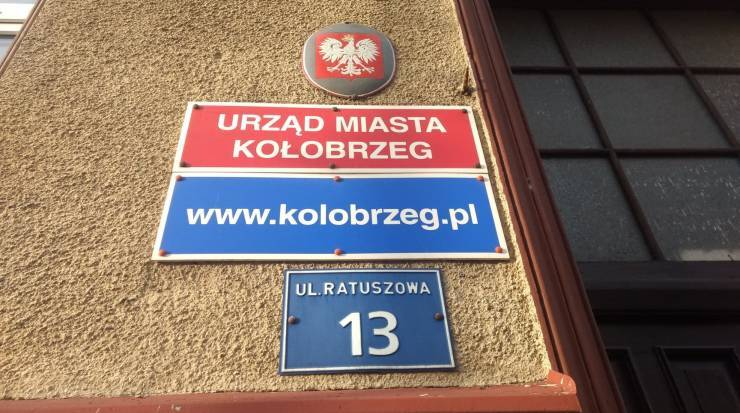 URZĄD MIASTA
KOŁOBRZEG
www.kolobrzeg.pl
UL.RATUSZOWA
13